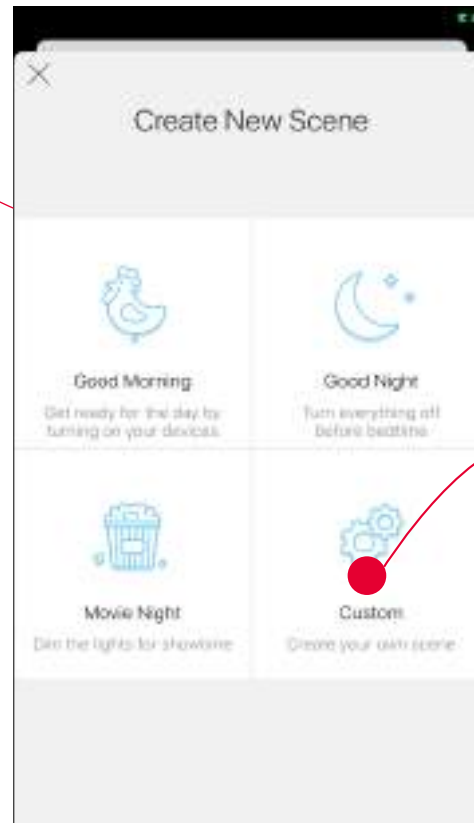 Create New Scene
Good Morning
Get ready for the day by
turning on your devices.
Good Night
Turn everything off
before bedtime
Movie Night
Dim the lights for showtime
Custom
Create your own scene